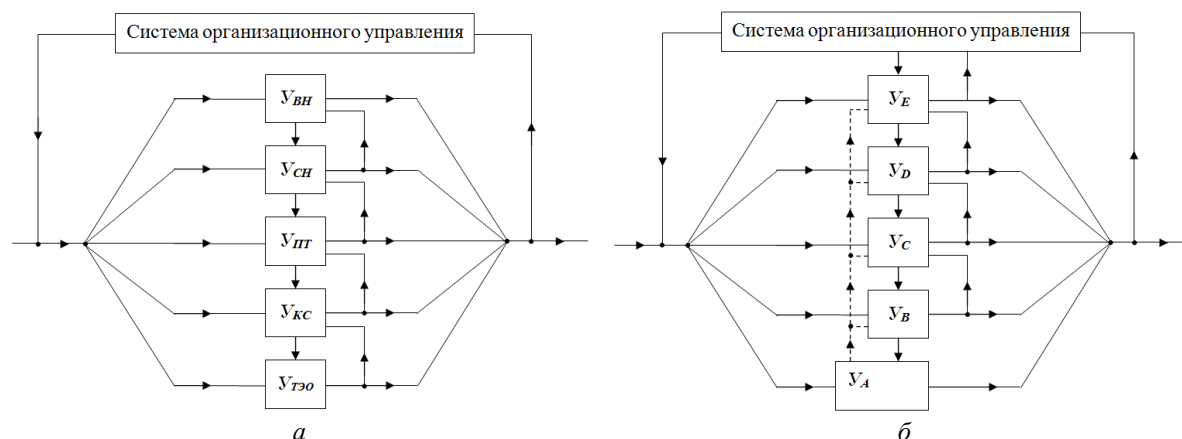 Система организационного управления
У_ВН
У_СН
У_ПТ
У_КС
У_ТЭО
а
Система организационного управления
У_E
У_D
У_C
У_B
У_A
б